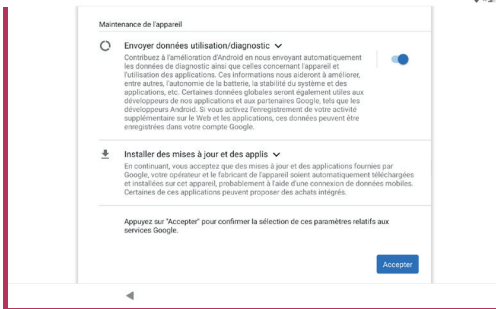 Maintenance de l'appareil
Envoyer données utilisation/diagnostic
Contribuez à l'amélioration d'Android en nous envoyant automatiquement
les données de diagnostic ainsi que celles concernant l'appareil et
l'utilisation des applications. Ces informations nous aideront à améliorer,
entre autres, l'autonomie de la batterie, la stabilité du système et des
applications, etc. Certaines données globales seront également utiles aux
développeurs de nos applications et aux partenaires Google, tels que les
développeurs Android. Si vous activez l'enregistrement de votre activité
supplémentaire sur le Web et les applications, ces données peuvent être
enregistrées dans votre compte Google.
Installer des mises à jour et des applis
En continuant, vous acceptez que des mises à jour et des applications fournies par
Google, votre opérateur et le fabricant de l'appareil soient automatiquement téléchargées
et installées sur cet appareil, probablement à l'aide d'une connexion de données mobiles.
Certaines de ces applications peuvent proposer des achats intégrés.
Appuyez sur "Accepter" pour confirmer la sélection de ces paramètres relatifs aux
services Google.
Accepter